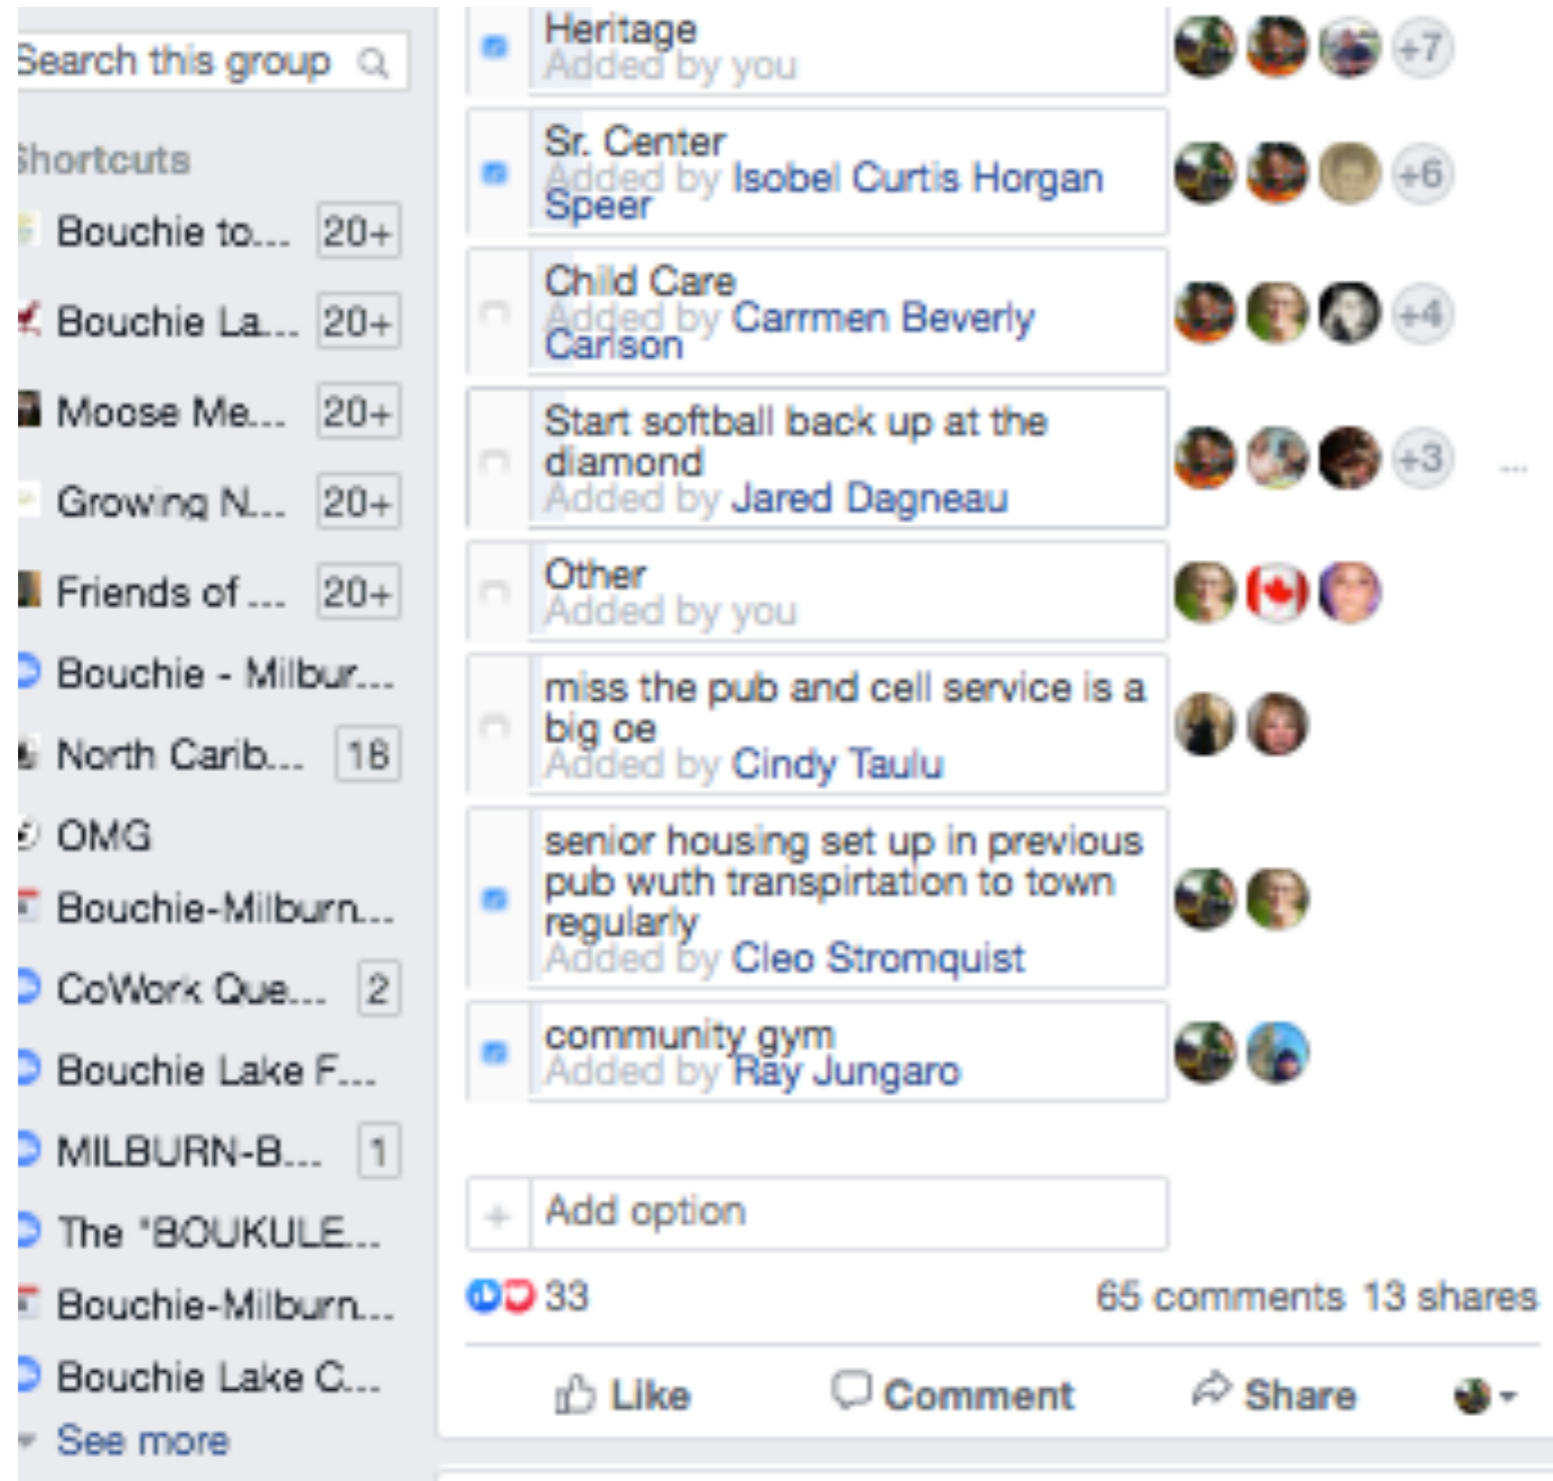 Search this group
Shortcuts
Bouchie to... 20+
Bouchie La... 20+
Moose Me... 20+
Growing N... 20+
Friends of ... 20+
Bouchie - Milbur...
North Carib... 16
OMG
Bouchie-Milburn...
CoWork Que... 2
Bouchie Lake F...
MILBURN-B... 1
The "BOUKULE...
Bouchie-Milburn...
Bouchie Lake C...
See more
Heritage
Added by you
+7
Sr. Center
Added by Isobel Curtis Horgan
Speer
+6
Child Care
Added by Carrmen Beverly
Carlson
+4
Start softball back up at the
diamond
Added by Jared Dagneau
+3
...
Other
Added by you
miss the pub and cell service is a
big oe
Added by Cindy Taulu
senior housing set up in previous
pub wuth transpirtation to town
regularly
Added by Cleo Stromquist
community gym
Added by Ray Jungaro
+ Add option
33
65 comments 13 shares
Like Comment Share